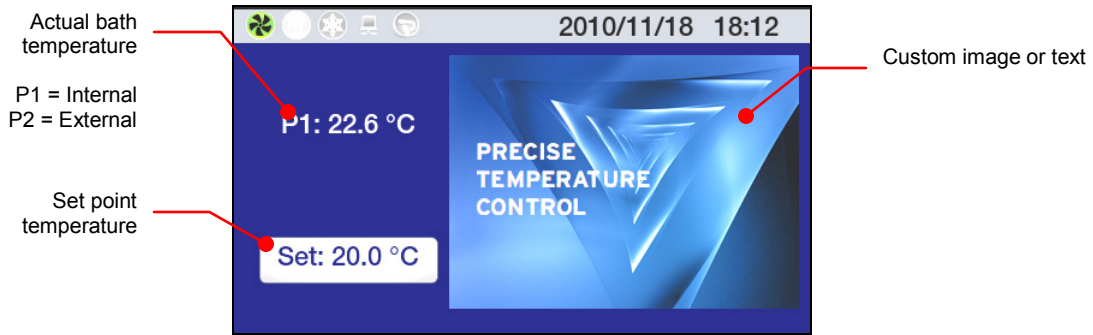 Actual bath
temperature
P1 = Internal
P2 = External
Set point
temperature
2010/11/18 18:12
P1: 22.6 °C
Set: 20.0 °C
PRECISE
TEMPERATURE
CONTROL
Custom image or text